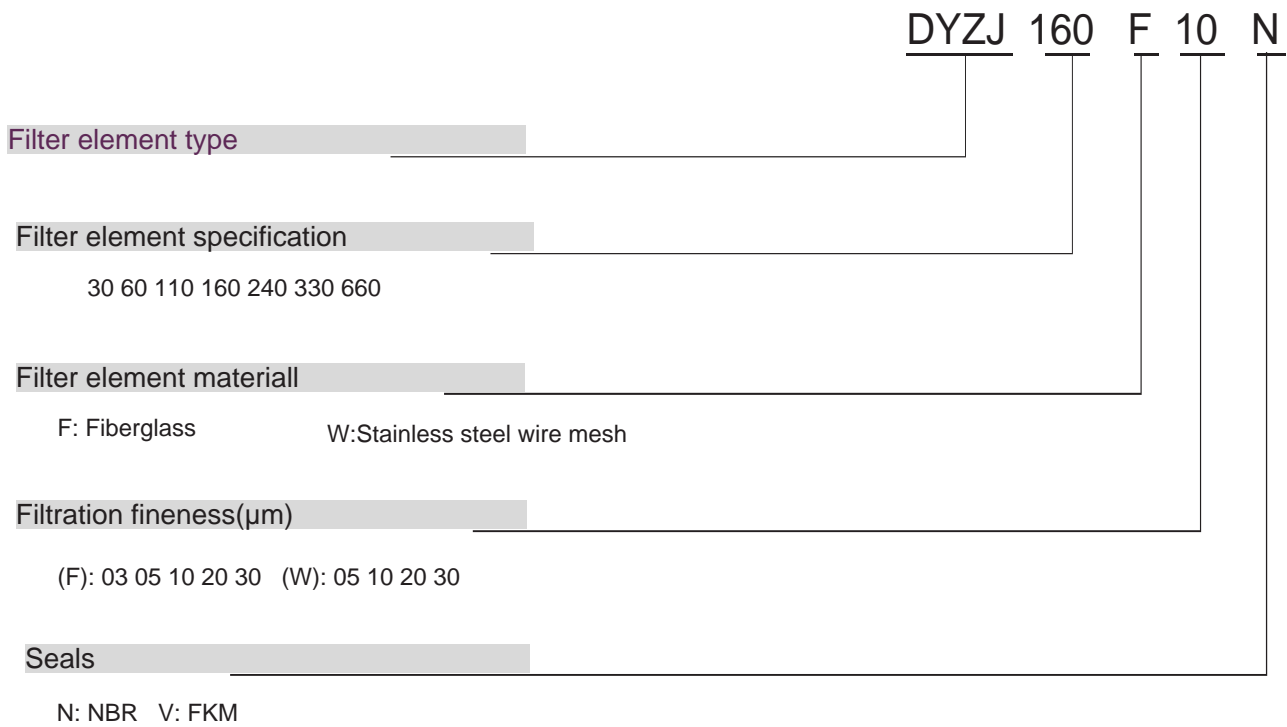 DYZJ 160 F 10 N
Filter element type
Filter element specification
30 60 110 160 240 330 660
Filter element materiall
F: Fiberglass W:Stainless steel wire mesh
Filtration fineness(μm)
(F): 03 05 10 20 30 (W): 05 10 20 30
Seals
N: NBR V: FKM